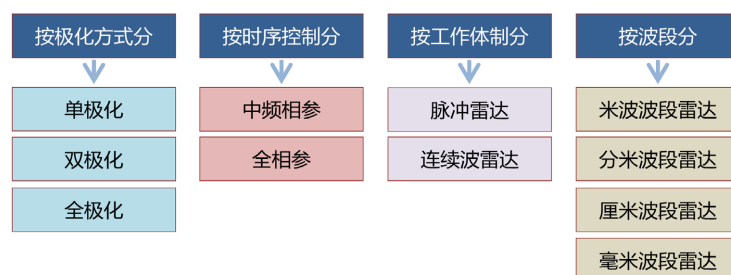 按极化方式分
按时序控制分
按工作体制分
按波段分
单极化
中频相参
脉冲雷达
米波波段雷达
双极化
全相参
连续波雷达
分米波段雷达
全极化
厘米波段雷达
毫米波段雷达